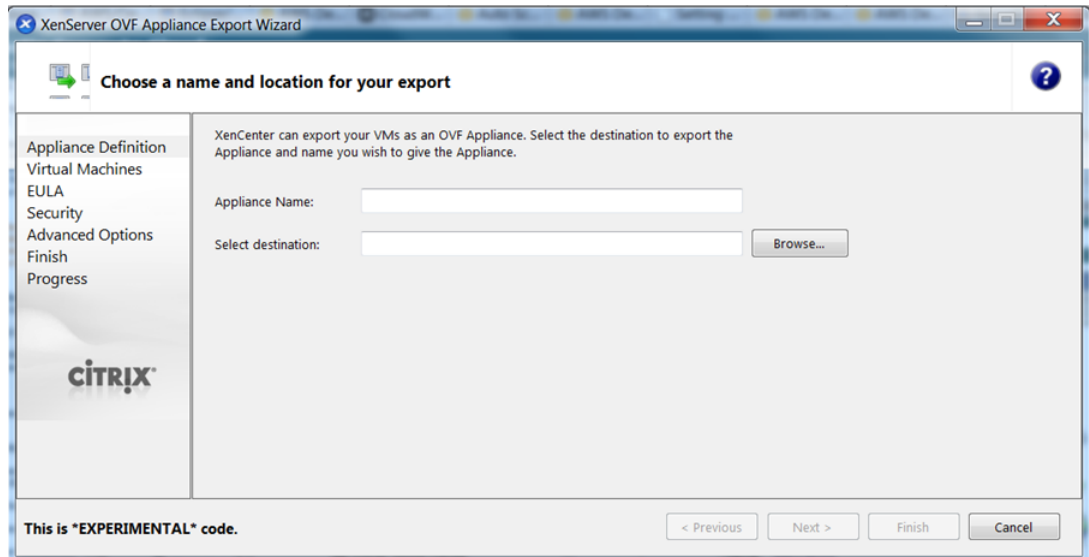 XenServer OVF Appliance Export Wizard
Choose a name and location for your export
Appliance Definition
Virtual Machines
EULA
Security
Advanced Options
Finish
Progress
CITRIX®
XenCenter can export your VMs as an OVF Appliance. Select the destination to export the
Appliance and name you wish to give the Appliance.
Appliance Name:
Select destination:
Browse...
This is *EXPERIMENTAL* code.
< Previous
Next >
Finish
Cancel